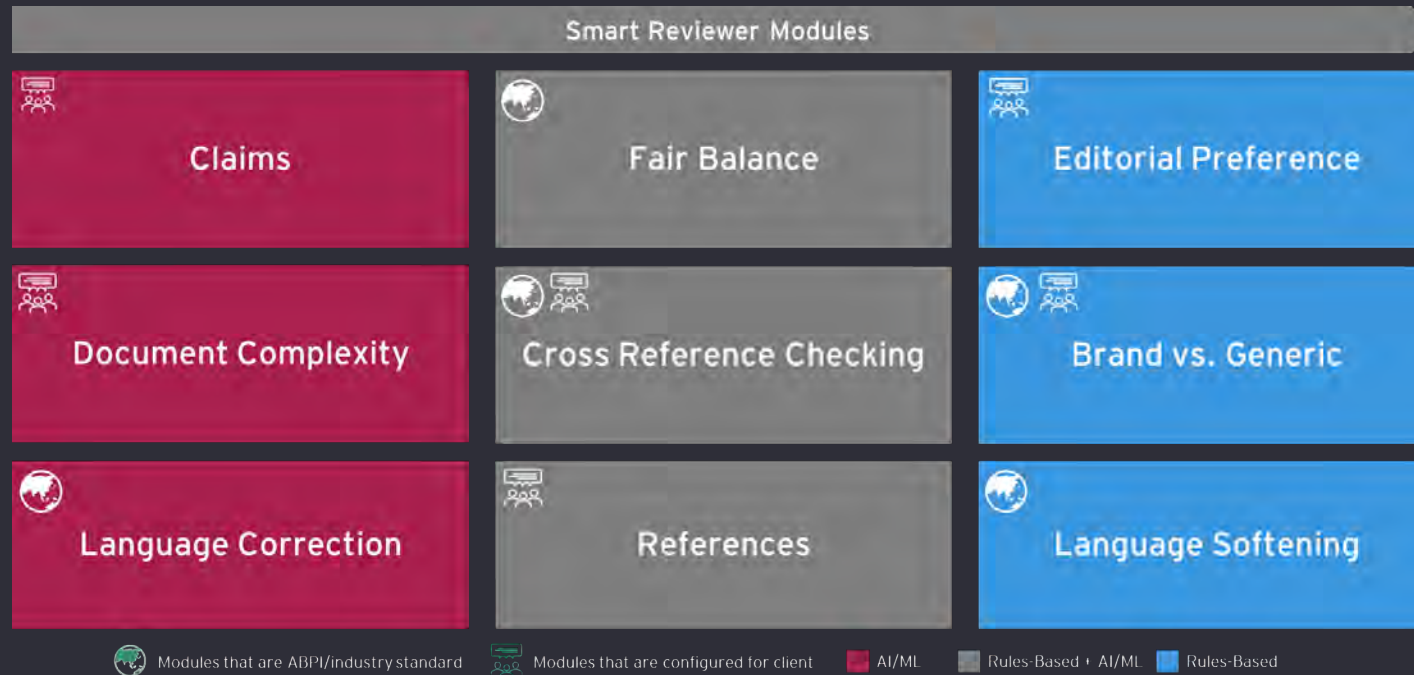 Smart Reviewer Modules
Claims
Fair Balance
Editorial Preference
Document Complexity
Cross Reference Checking
Brand vs. Generic
Language Correction
References
Language Softening
Modules that are ABPI/industry standard
Modules that are configured for client
AI/ML
Rules-Based + AI/ML
Rules-Based